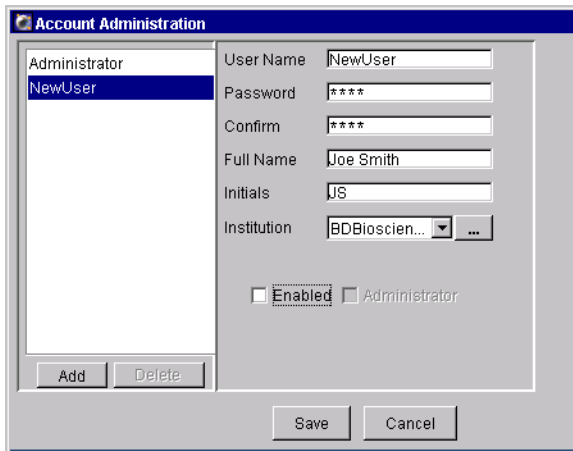 Account Administration
Administrator
NewUser
User Name NewUser
Password ****
Confirm ****
Full Name Joe Smith
Initials JS
Institution BDBioscien... ...
Enabled Administrator
Add Delete
Save Cancel